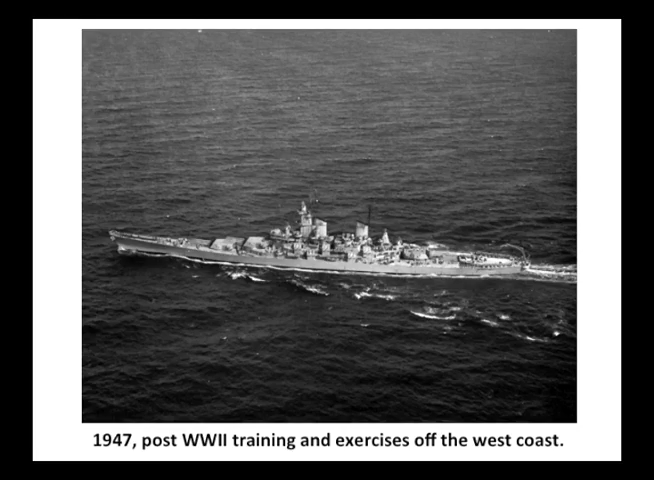 1947, post WWII training and exercises off the west coast.